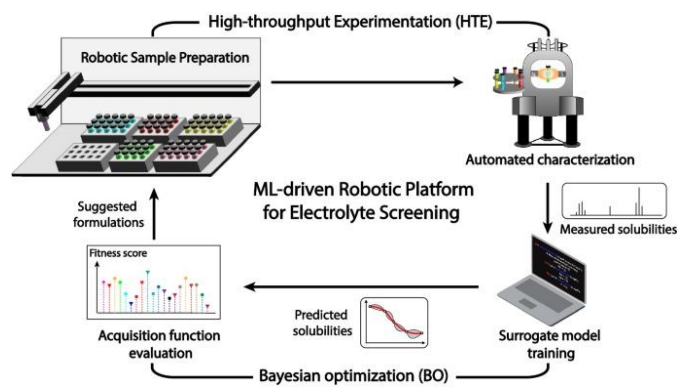 High-throughput Experimentation (HTE)
Robotic Sample Preparation
Automated characterization
ML-driven Robotic Platform
for Electrolyte Screening
Suggested
formulations
Measured solubilities
Fitness score
Predicted
solubilities
Acquisition function
evaluation
Surrogate model
training
Bayesian optimization (BO)